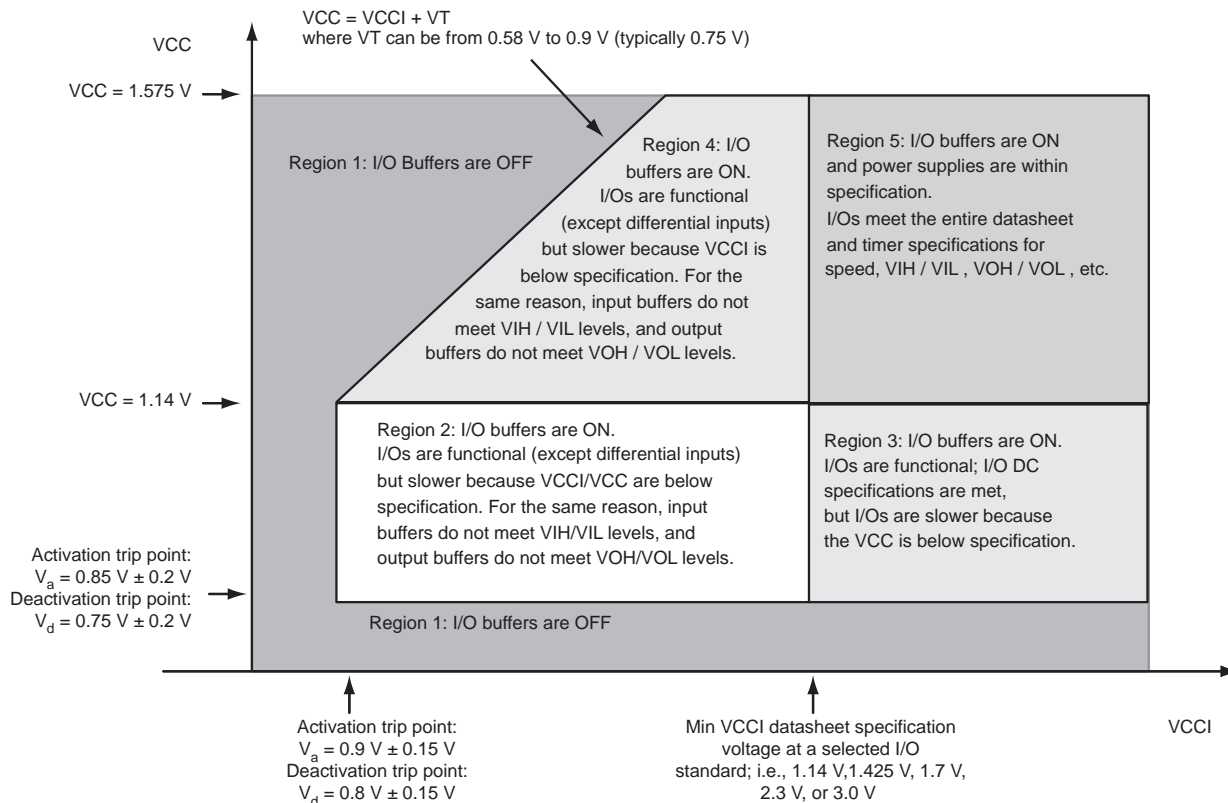 VCC = VCCI + VT
where VT can be from 0.58 V to 0.9 V (typically 0.75 V)
VCC
VCC = 1.575 V
Region 1: I/O Buffers are OFF
Region 4: I/O
buffers are ON.
I/Os are functional
(except differential inputs)
but slower because VCCI is
below specification. For the
same reason, input buffers do not
meet VIH / VIL levels, and output
buffers do not meet VOH / VOL levels.
Region 5: I/O buffers are ON
and power supplies are within
specification.
I/Os meet the entire datasheet
and timer specifications for
speed, VIH / VIL , VOH / VOL , etc.
VCC = 1.14 V
Region 2: I/O buffers are ON.
I/Os are functional (except differential inputs)
but slower because VCCI/VCC are below
specification. For the same reason, input
buffers do not meet VIH/VIL levels, and
output buffers do not meet VOH/VOL levels.
Region 3: I/O buffers are ON.
I/Os are functional; I/O DC
specifications are met,
but I/Os are slower because
the VCC is below specification.
Activation trip point:
Va = 0.85 V ± 0.2 V
Deactivation trip point:
Vd = 0.75 V ± 0.2 V
Region 1: I/O buffers are OFF
Activation trip point:
Va = 0.9 V ± 0.15 V
Deactivation trip point:
Vd = 0.8 V ± 0.15 V
Min VCCI datasheet specification
voltage at a selected I/O
standard; i.e., 1.14 V,1.425 V, 1.7 V,
2.3 V, or 3.0 V
VCCI